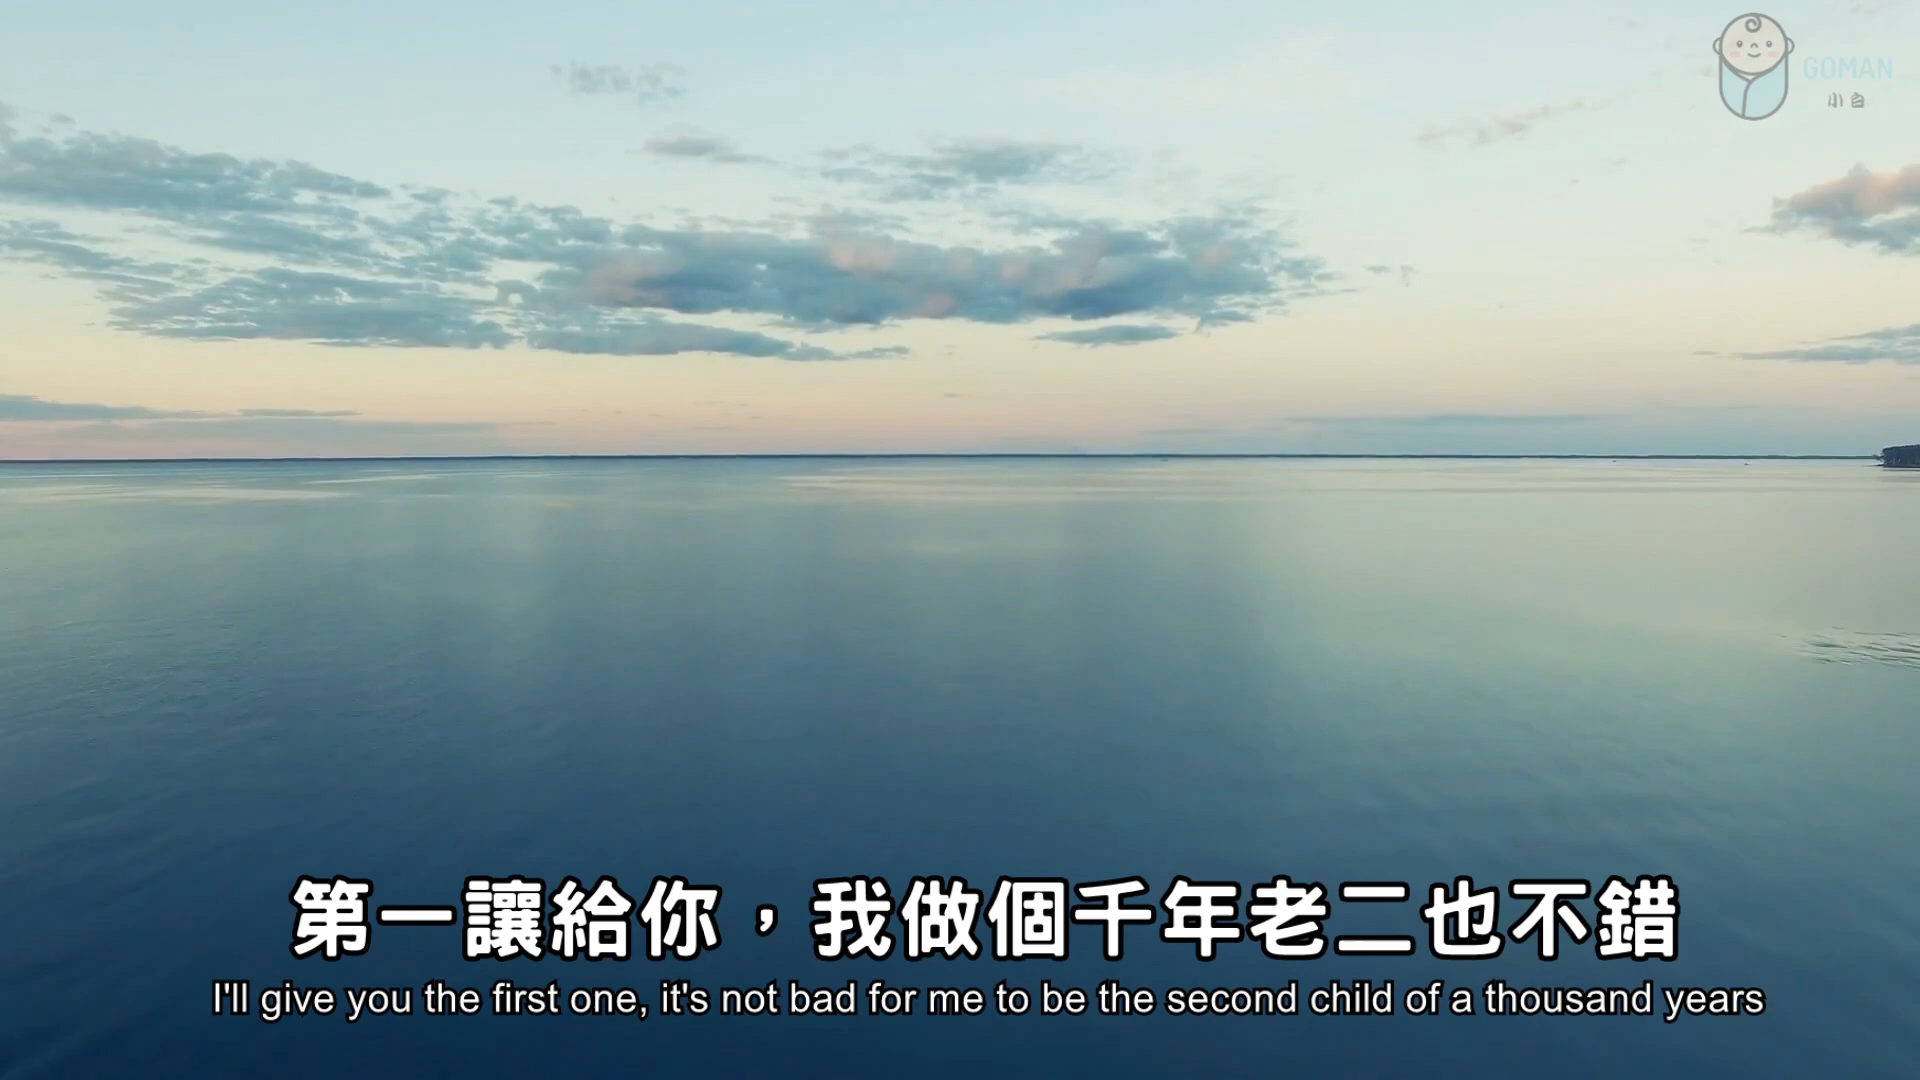 GOMAN
小白
第一讓給你，我做個千年老二也不錯
I'll give you the first one, it's not bad for me to be the second child of a thousand years